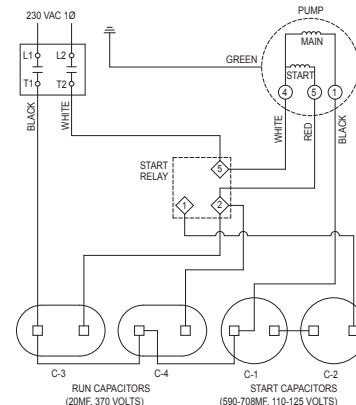 230 VAC 1Ø
PUMP
L1 L2
MAIN
GREEN
START
T1 T2
4 5 1
BLACK
WHITE
WHITE
RED
BLACK
START
RELAY
5
1 2
C-3 C-4 C-1 C-2
RUN CAPACITORS
(20MF, 370 VOLTS)
START CAPACITORS
(590-708MF, 110-125 VOLTS)